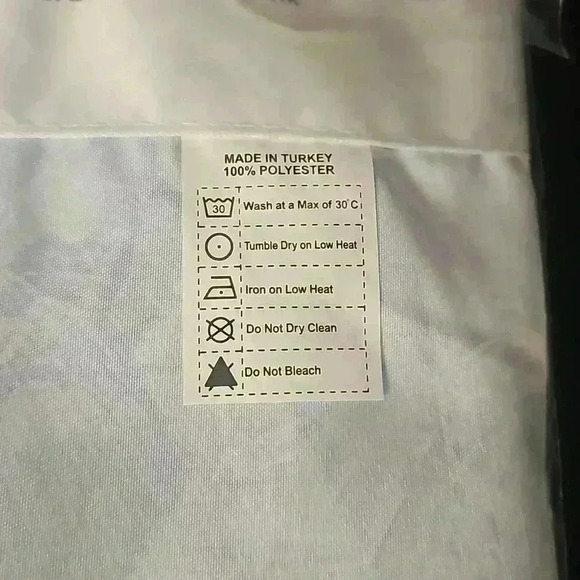 MADE IN TURKEY
100% POLYESTER
30 Wash at a Max of 30°C
Tumble Dry on Low Heat
Iron on Low Heat
Do Not Dry Clean
Do Not Bleach